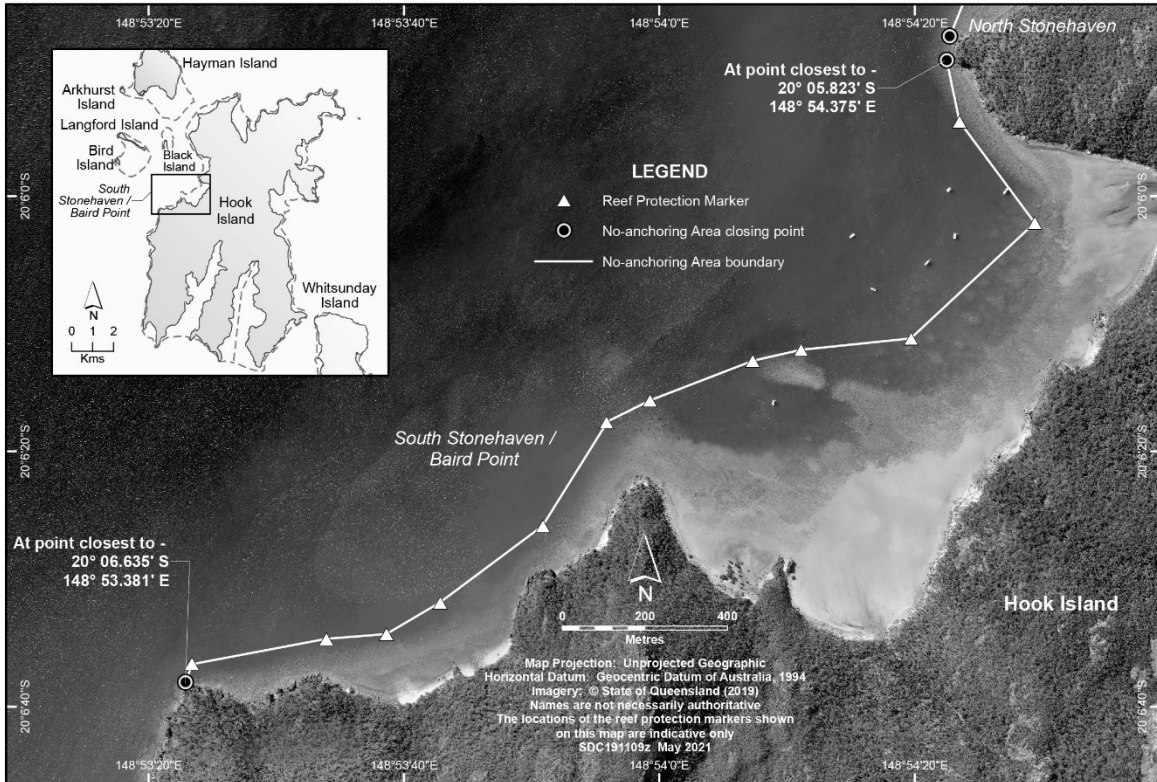 148°53'20"E
148°53'40"E
148°54'0"E
148°54'20"E
North Stonehaven
At point closest to -
20° 05.823' S
148° 54.375' E
Hayman Island
Arkhurst
Island
Langford Island
Bird
Island
Black
Island
South
Stonehaven /
Baird Point
Hook
Island
Whitsunday
Island
N
0 1 2
Kms
LEGEND
Reef Protection Marker
No-anchoring Area closing point
No-anchoring Area boundary
20°6'0"S
20°6'0"S
South Stonehaven /
Baird Point
20°6'20"S
20°6'20"S
At point closest to -
20° 06.635' S
148° 53.381' E
N
0 200 400
Metres
Hook Island
Map Projection: Unprojected Geographic
Horizontal Datum: Geocentric Datum of Australia, 1994
Imagery: © State of Queensland (2019)
Names are not necessarily authoritative
The locations of the reef protection markers shown
on this map are indicative only
SDC191109z May 2021
20°6'40"S
20°6'40"S
148°53'20"E
148°53'40"E
148°54'0"E
148°54'20"E